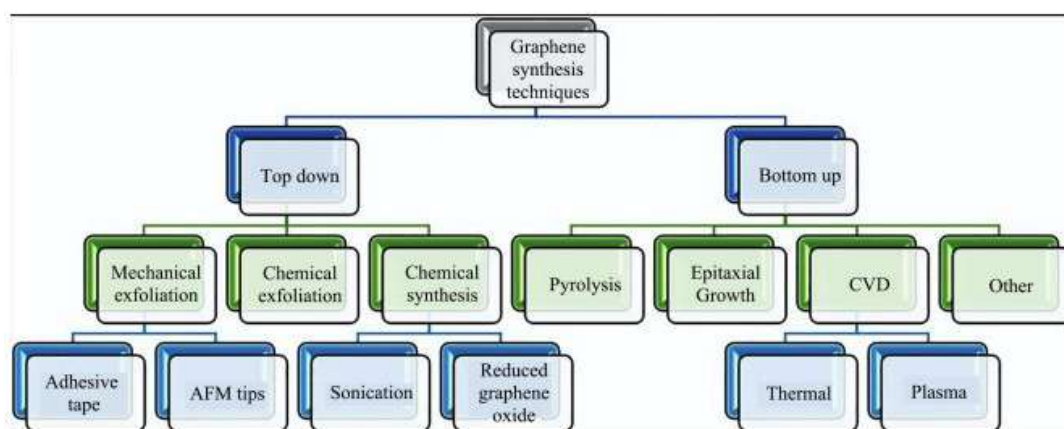 Graphene
synthesis
techniques
Top down
Bottom up
Mechanical
exfoliation
Chemical
exfoliation
Chemical
synthesis
Pyrolysis
Epitaxial
Growth
CVD
Other
Adhesive
tape
AFM tips
Sonication
Reduced
graphene
oxide
Thermal
Plasma